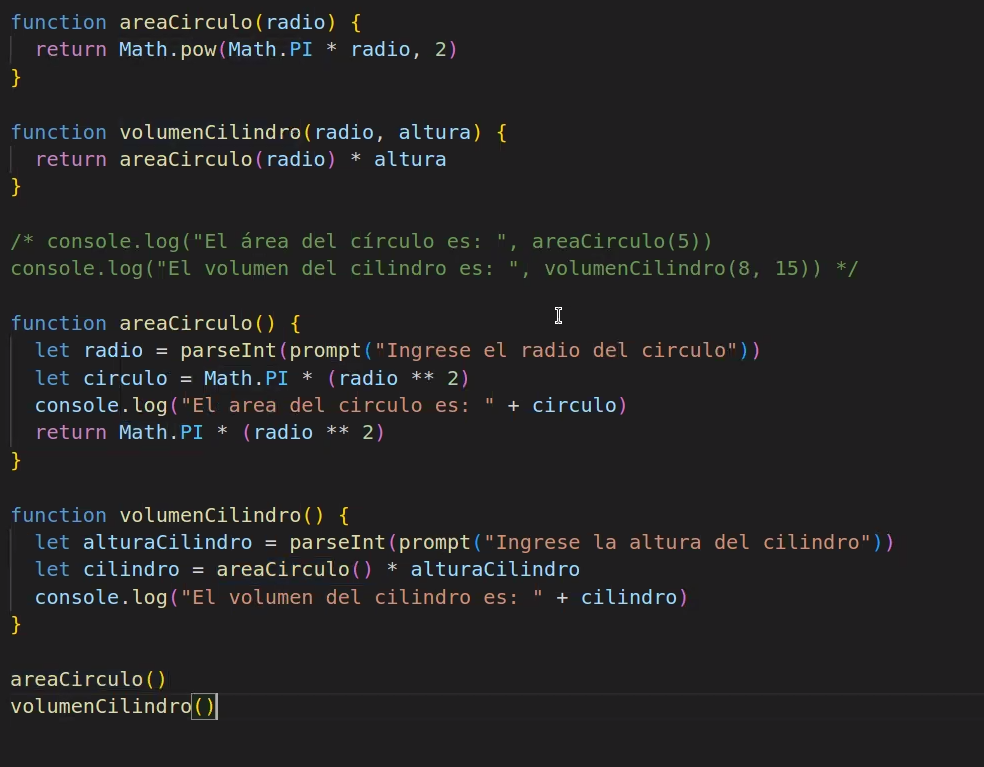 function areaCirculo(radio) {
  return Math.pow(Math.PI * radio, 2)
}

function volumenCilindro(radio, altura) {
  return areaCirculo(radio) * altura
}

/* console.log("El área del círculo es: ", areaCirculo(5))
console.log("El volumen del cilindro es: ", volumenCilindro(8, 15)) */

function areaCirculo() {
  let radio = parseInt(prompt("Ingrese el radio del circulo"))
  let circulo = Math.PI * (radio ** 2)
  console.log("El area del circulo es: " + circulo)
  return Math.PI * (radio ** 2)
}

function volumenCilindro() {
  let alturaCilindro = parseInt(prompt("Ingrese la altura del cilindro"))
  let cilindro = areaCirculo() * alturaCilindro
  console.log("El volumen del cilindro es: " + cilindro)
}

areaCirculo()
volumenCilindro()